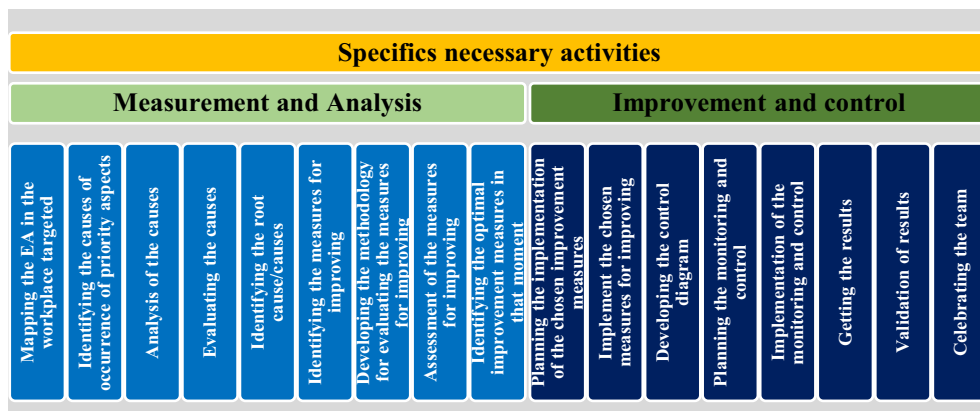 Specifics necessary activities
Measurement and Analysis
Improvement and control
Mapping the EA in the
workplace targeted
Identifying the causes of
occurrence of priority aspects
Analysis of the causes
Evaluating the causes
Identifying the root
cause/causes
Identifying the measures for
improving
Developing the methodology
for evaluating the measures
for improving
Assessment of the measures
for improving
Identifying the optimal
improvement measures in
that moment
Planning the implementation
of the chosen improvement
measures
Implement the chosen
measures for improving
Developing the control
diagram
Planning the monitoring and
control
Implementation of the
monitoring and control
Getting the results
Validation of results
Celebrating the team